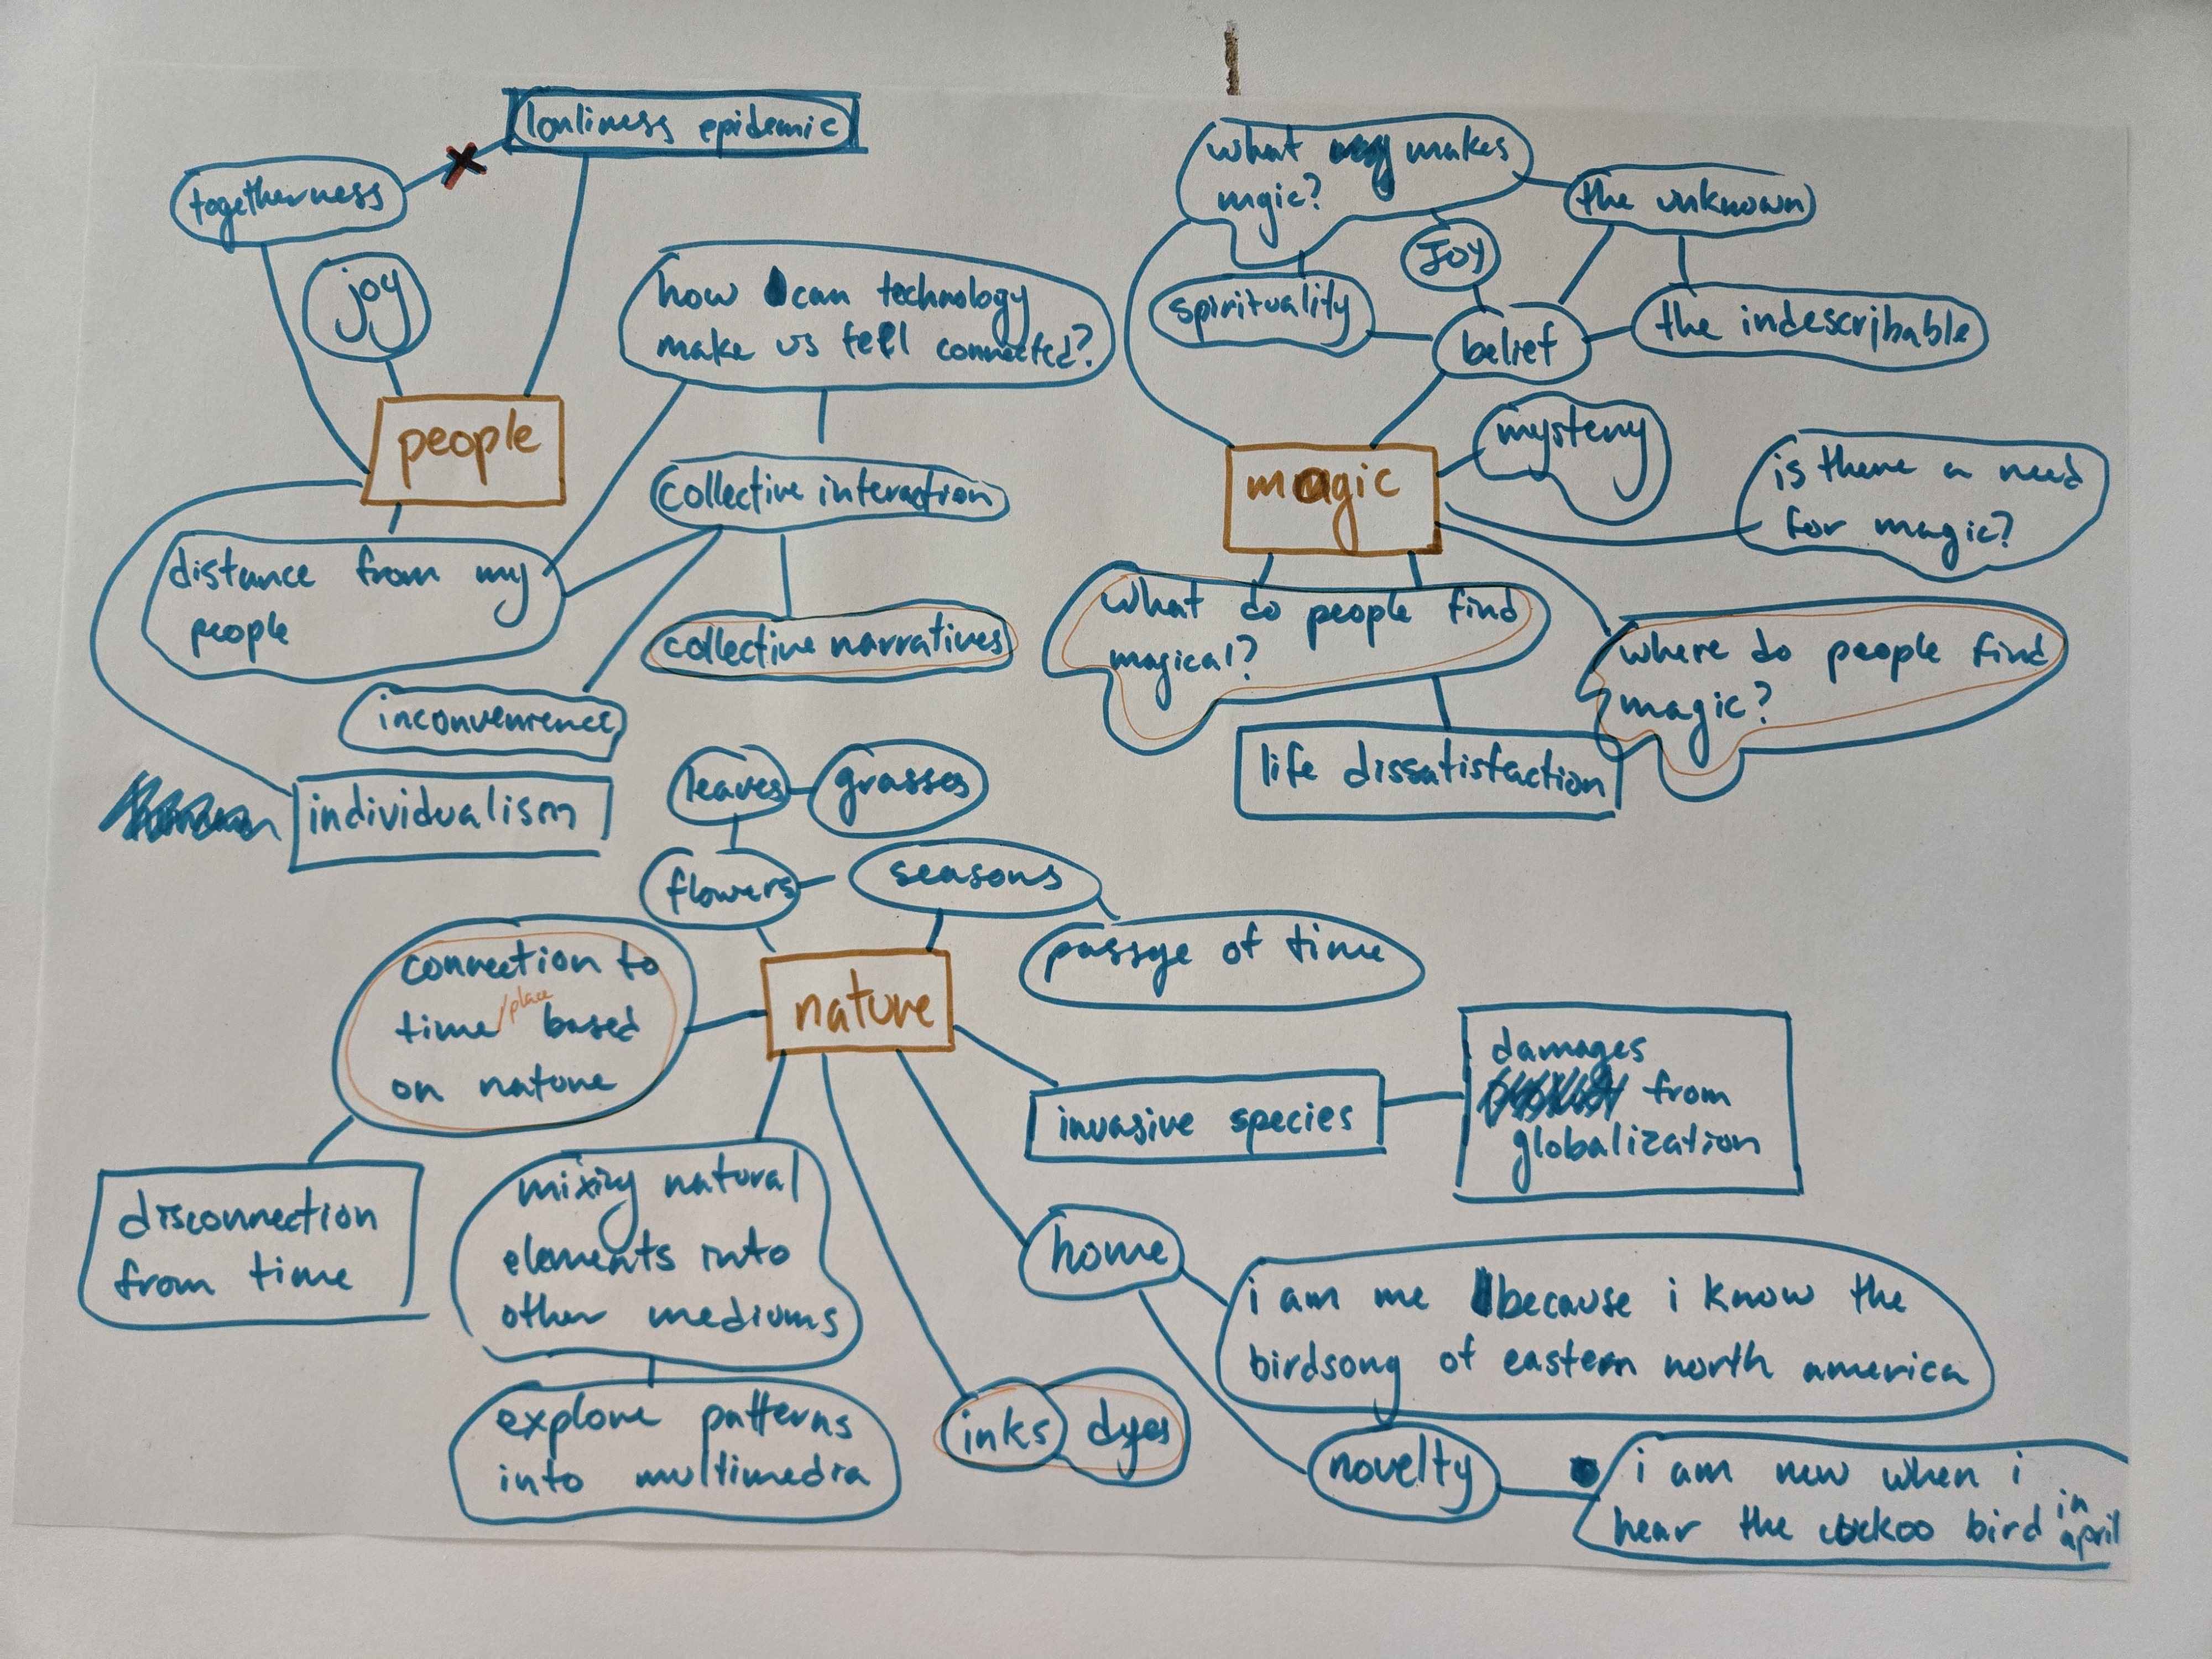 lonliness epidemic
togetherness
joy
how can technology
make us fell connected?
people
collective interaction
distance from my
people
collective narratives
inconvenience
individualism
what makes
mgic?
the unknown
Joy
spirituality
belief
the indescribable
mystery
magic
is there a need
for magic?
what do people find
magical?
where do people find
magic?
life dissatisfaction
leaves
grasses
flowers
seasons
passge of time
connection to
time /place based
on nature
nature
disconnection
from time
invasive species
damages
from
globalization
mixing natural
elements into
other mediums
explore patterns
into multimedia
inks
dyes
home
i am me because i know the
birdsong of eastern north america
novelty
i am new when i
hear the cuckoo bird in
april